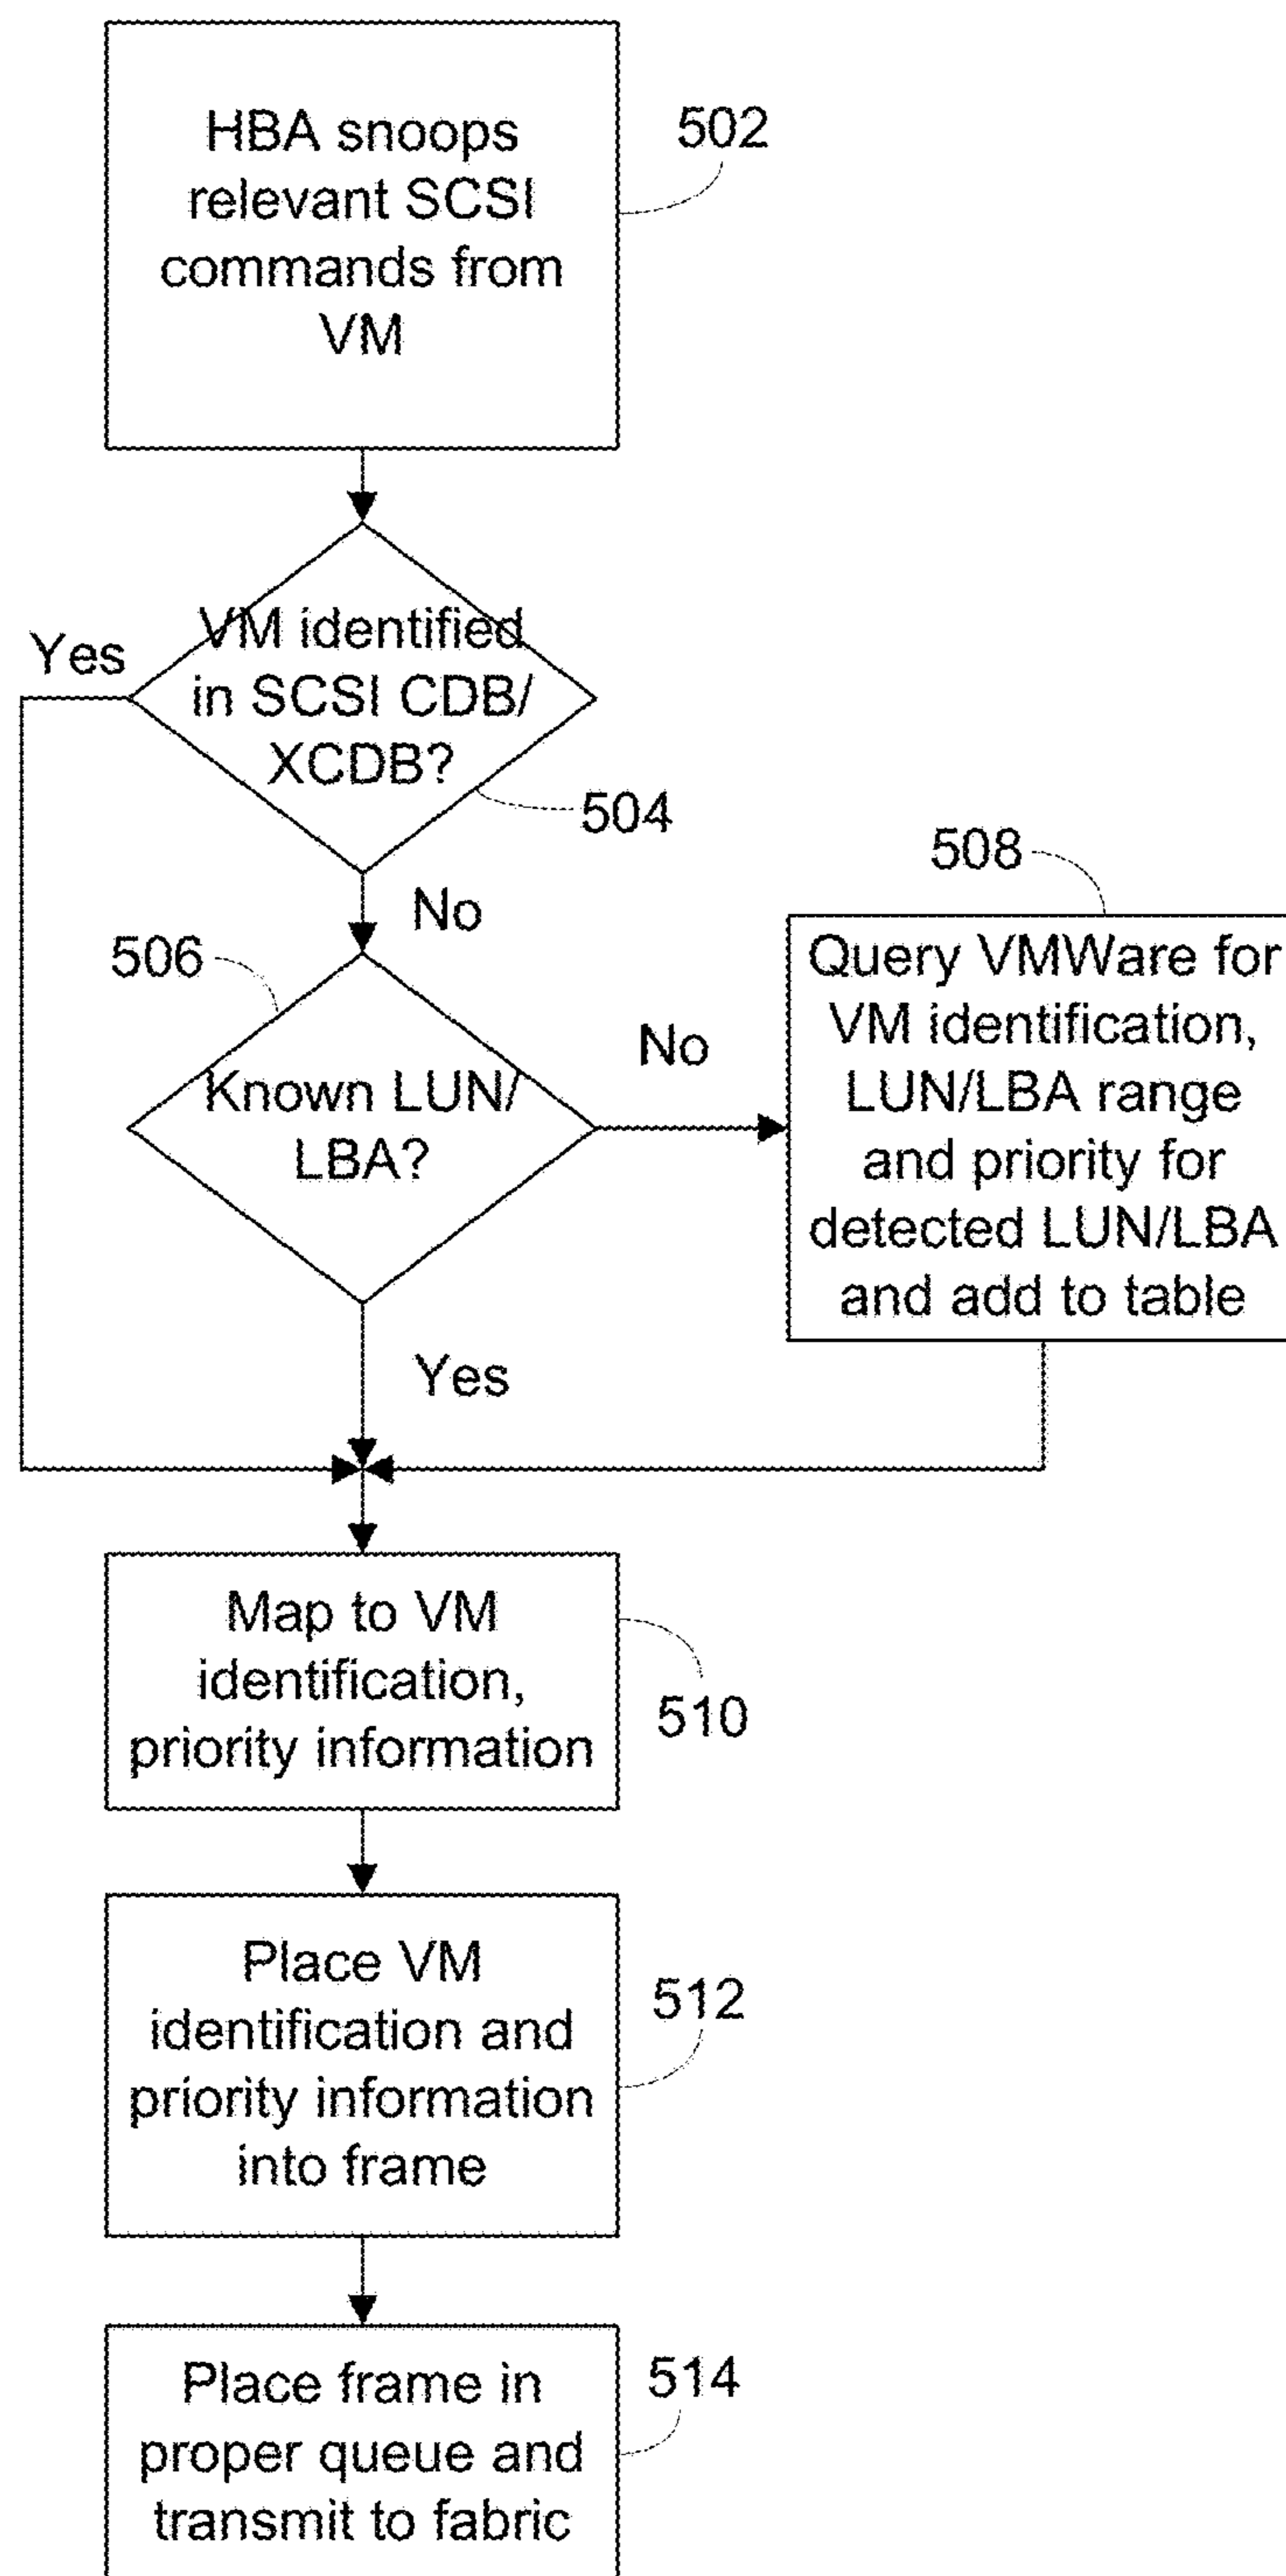 HBA snoops
relevant SCSI
commands from
VM
502
Yes
VM identified
in SCSI CDB/
XCDB?
504
No
506
Known LUN/
LBA?
No
508
Query VMWare for
VM identification,
LUN/LBA range
and priority for
detected LUN/LBA
and add to table
Yes
Map to VM
identification,
priority information
510
Place VM
identification and
priority information
into frame
512
Place frame in
proper queue and
transmit to fabric
514